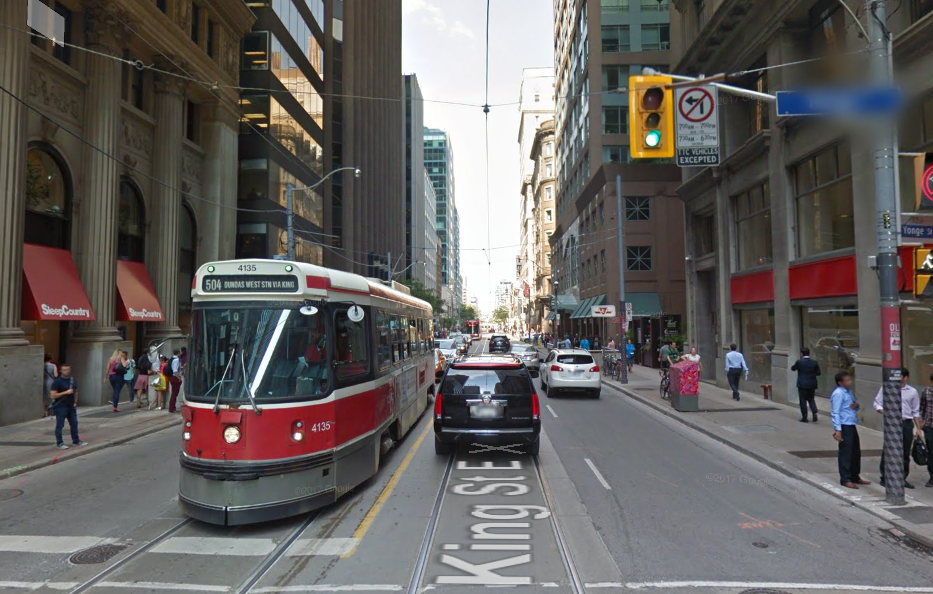 4135
504 DUNDAS WEST STN VIA KING
4135
SleepCountry
SleepCountry
TTC VEHICLES
EXCEPTED
Yonge St
King St E